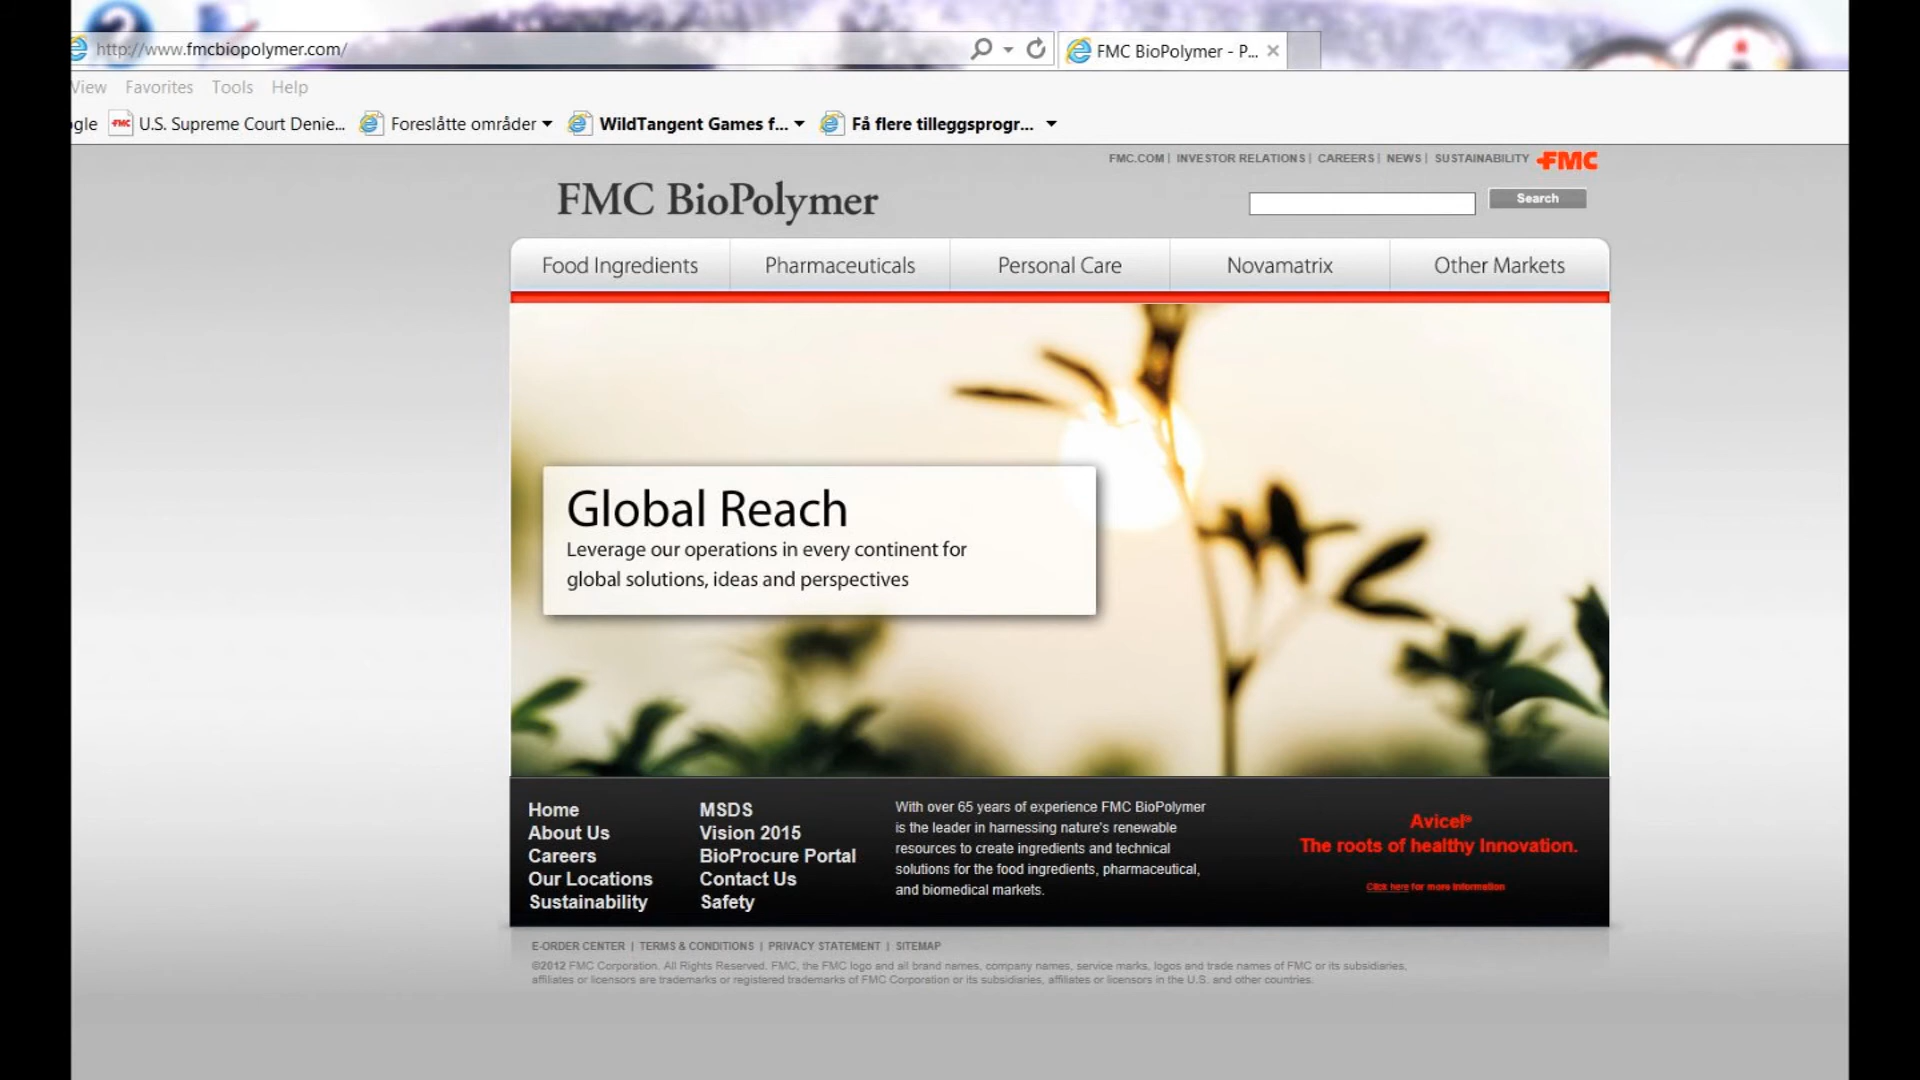 http://www.fmcbiopolymer.com/
FMC BioPolymer - P...
View Favorites Tools Help
gle U.S. Supreme Court Denie... Foreslåtte områder WildTangent Games f... Få flere tilleggsprogr...
FMC.COM | INVESTOR RELATIONS | CAREERS | NEWS | SUSTAINABILITY FMC
FMC BioPolymer
Search
Food Ingredients Pharmaceuticals Personal Care Novamatrix Other Markets
Global Reach
Leverage our operations in every continent for
global solutions, ideas and perspectives
Home
About Us
Careers
Our Locations
Sustainability
MSDS
Vision 2015
BioProcure Portal
Contact Us
Safety
With over 65 years of experience FMC BioPolymer
is the leader in harnessing nature's renewable
resources to create ingredients and technical
solutions for the food ingredients, pharmaceutical,
and biomedical markets.
Avicel®
The roots of healthy Innovation.
Click here for more information
E-ORDER CENTER | TERMS & CONDITIONS | PRIVACY STATEMENT | SITEMAP
©2012 FMC Corporation. All Rights Reserved. FMC, the FMC logo and all brand names, company names, service marks, logos and trade names of FMC or its subsidiaries,
affiliates or licensors are trademarks or registered trademarks of FMC Corporation or its subsidiaries, affiliates or licensors in the U.S. and other countries.